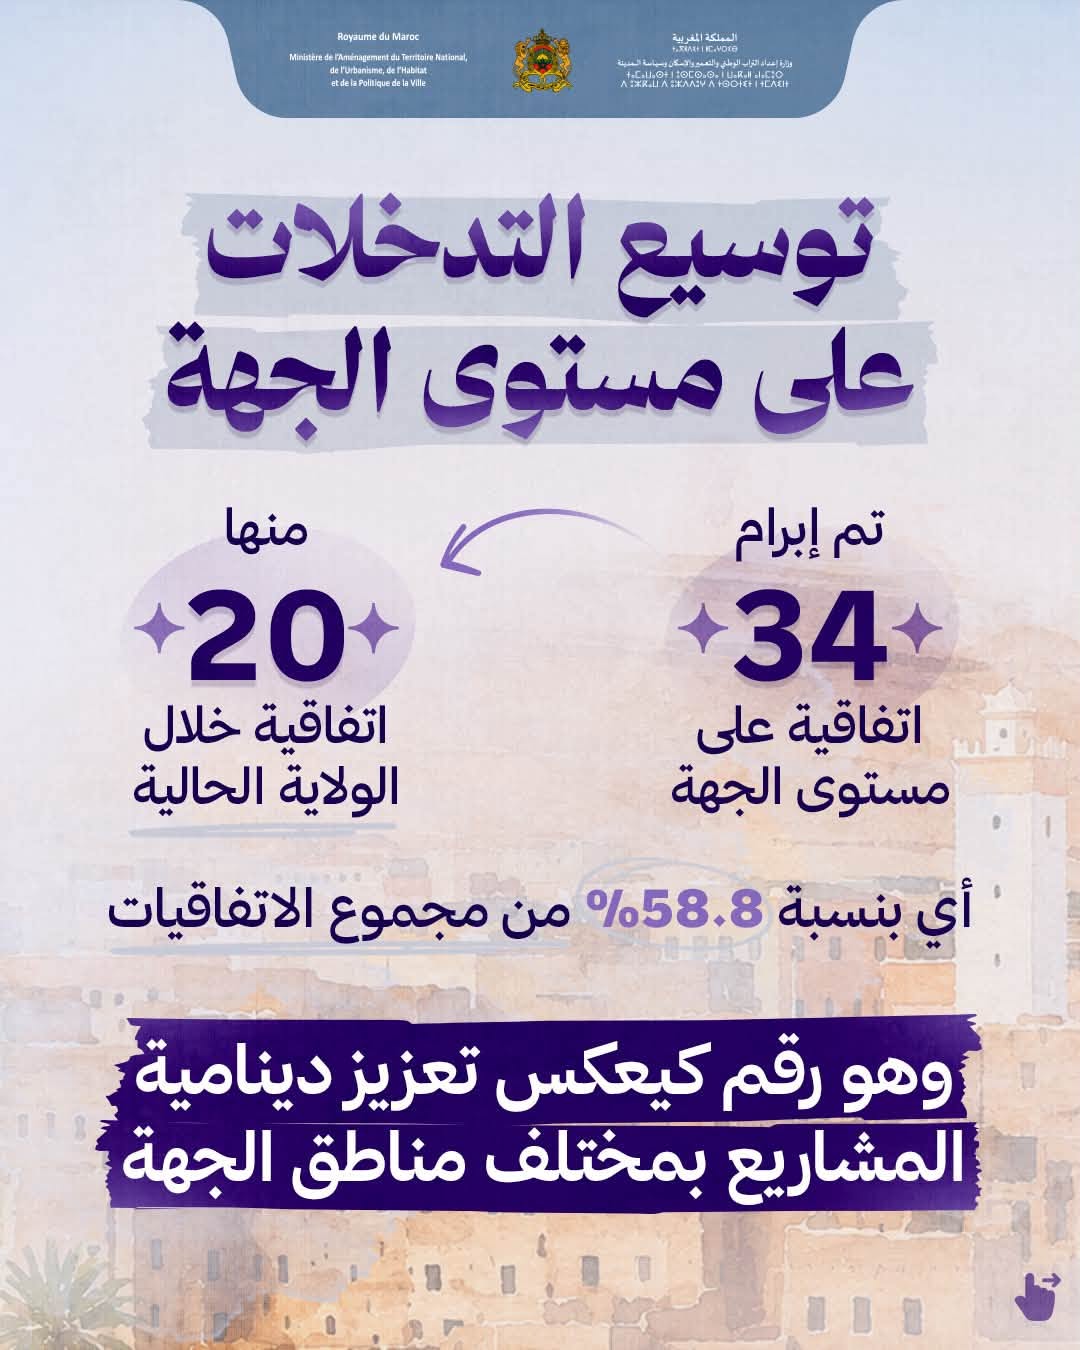 Royaume du Maroc
Ministère de l'Aménagement du Territoire National,
de l'Urbanisme, de l'Habitat
et de la Politique de la Ville
المملكة المغربية
ⵜⴰⴳⵍⴷⵉⵜ ⵏ ⵍⵎⵖⵔⵉⴱ
وزارة إعداد التراب الوطني والتعمير والإسكان وسياسة المدينة
توسيع التدخلات
على مستوى الجهة
تم إبرام
34
اتفاقية على
مستوى الجهة
منها
20
اتفاقية خلال
الولاية الحالية
أي بنسبة 58.8% من مجموع الاتفاقيات
وهو رقم كيعكس تعزيز دينامية
المشاريع بمختلف مناطق الجهة